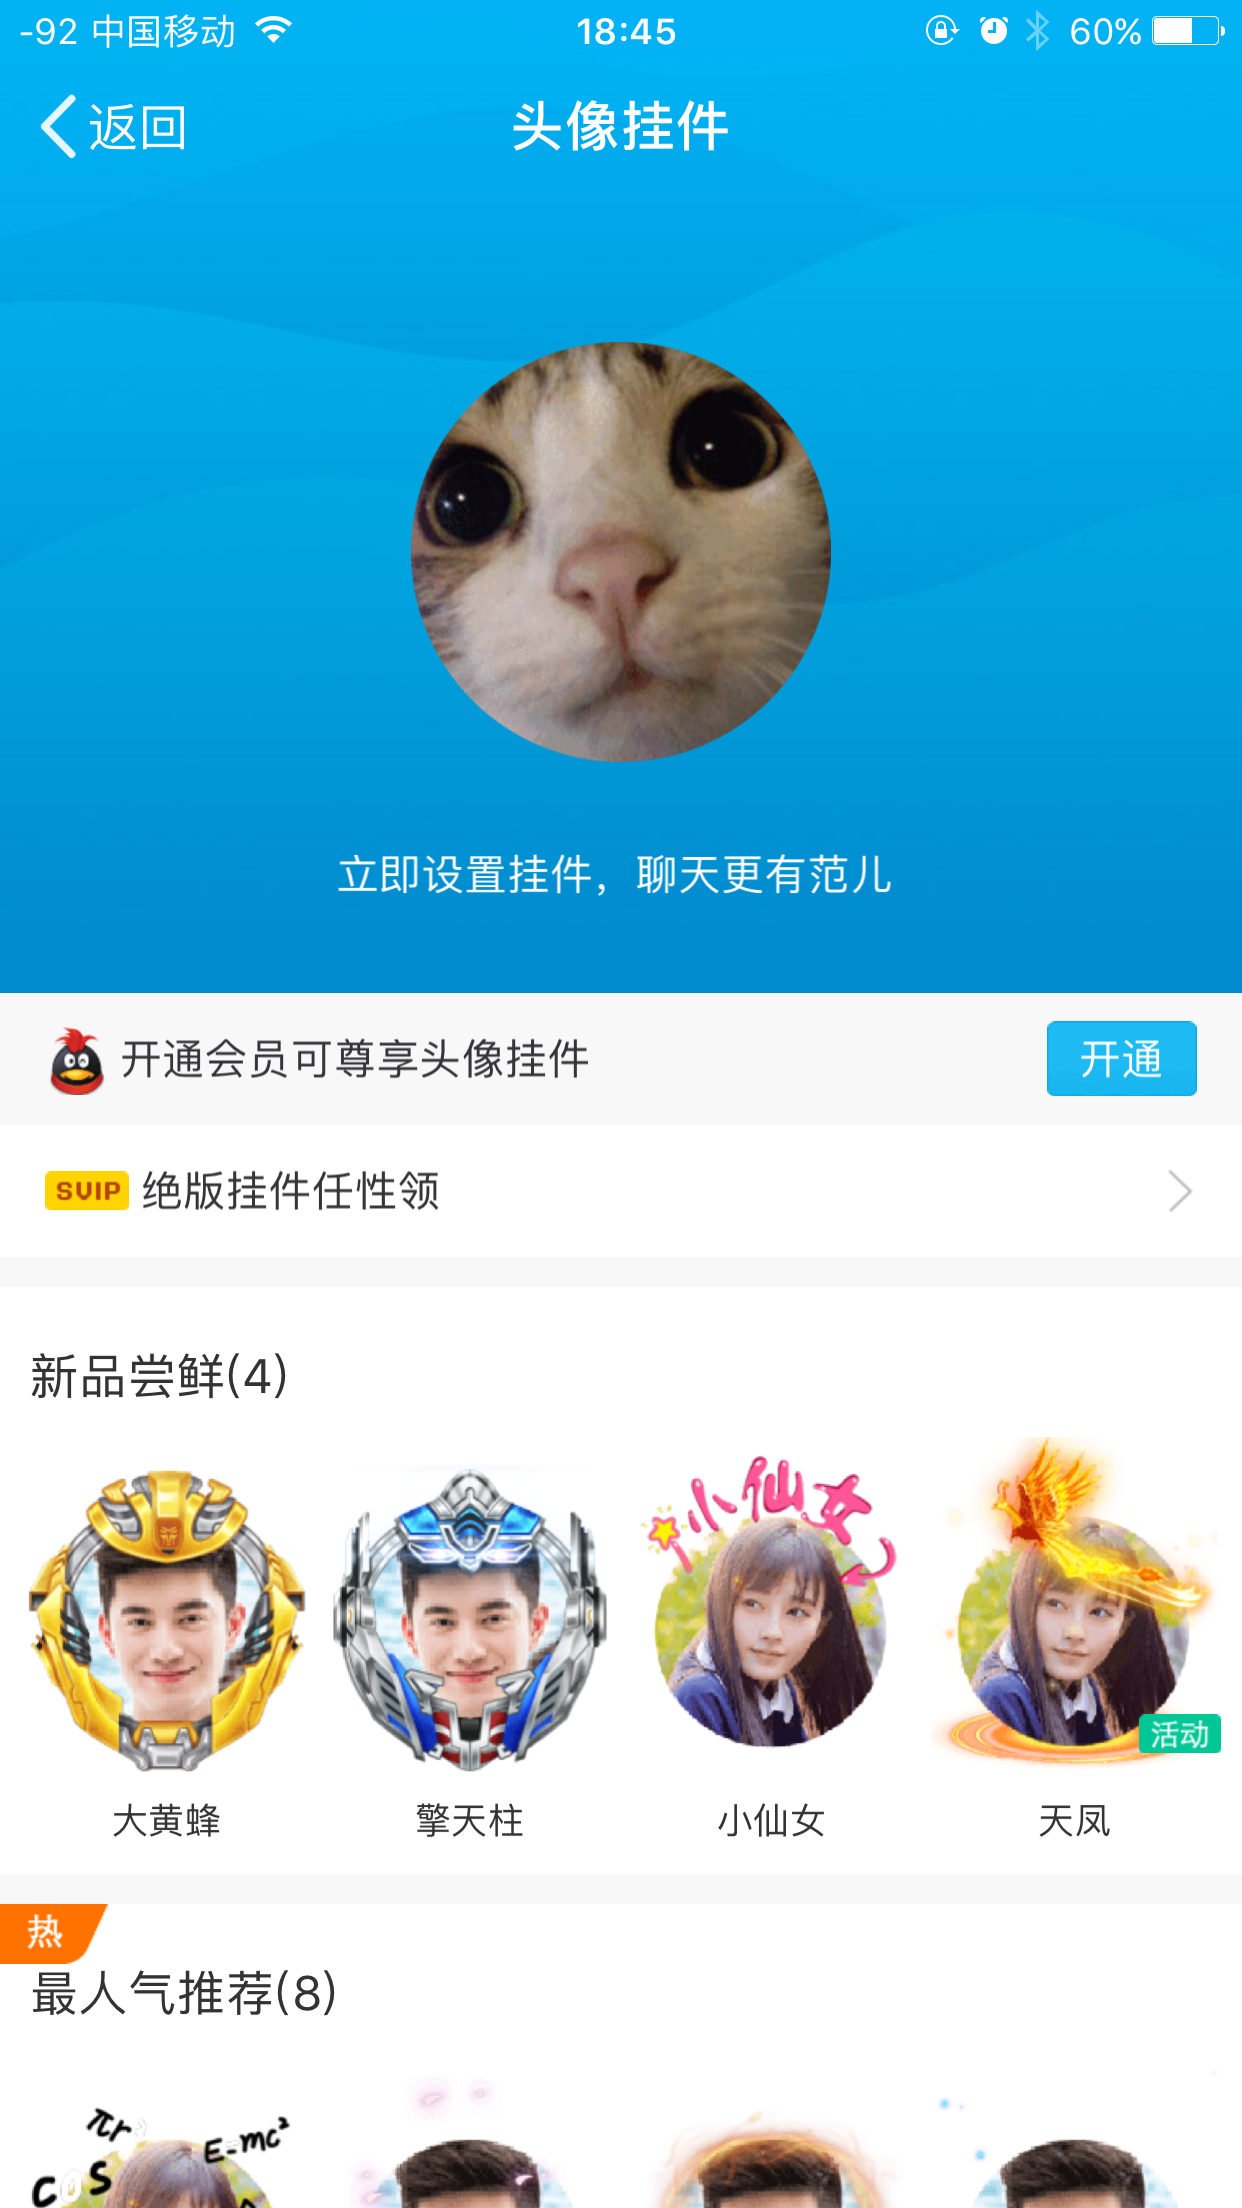 -92 中国移动 18:45 60%
返回 头像挂件
立即设置挂件，聊天更有范儿
开通会员可尊享头像挂件 开通
SVIP 绝版挂件任性领
新品尝鲜(4)
小仙女
活动
大黄蜂 擎天柱 小仙女 天凤
热
最人气推荐(8)
πr
E=mc²
cos